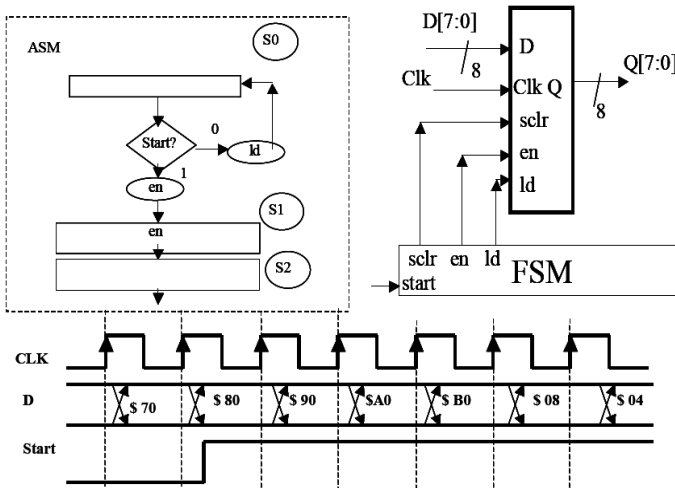 ASM
S0
Start?
0
ld
1
en
S1
en
S2
D[7:0]
8
D
Clk
Clk Q
Q[7:0]
8
sclr
en
ld
sclr en ld
FSM
start
CLK
D
$ 70
$ 80
$ 90
$A0
$ B0
$ 08
$ 04
Start